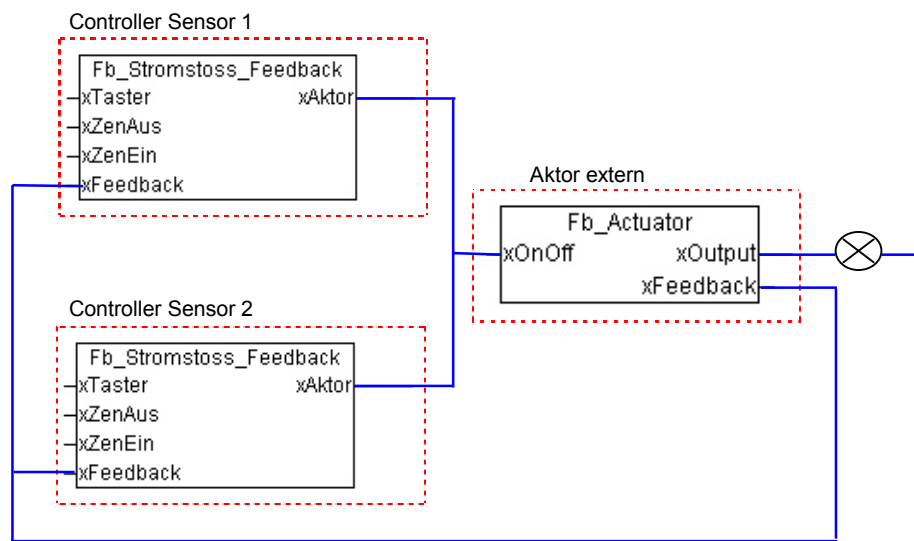 Controller Sensor 1
Fb_Stromstoss_Feedback
xTaster xAktor
xZenAus
xZenEin
xFeedback
Aktor extern
Fb_Actuator
xOnOff xOutput
xFeedback
Controller Sensor 2
Fb_Stromstoss_Feedback
xTaster xAktor
xZenAus
xZenEin
xFeedback